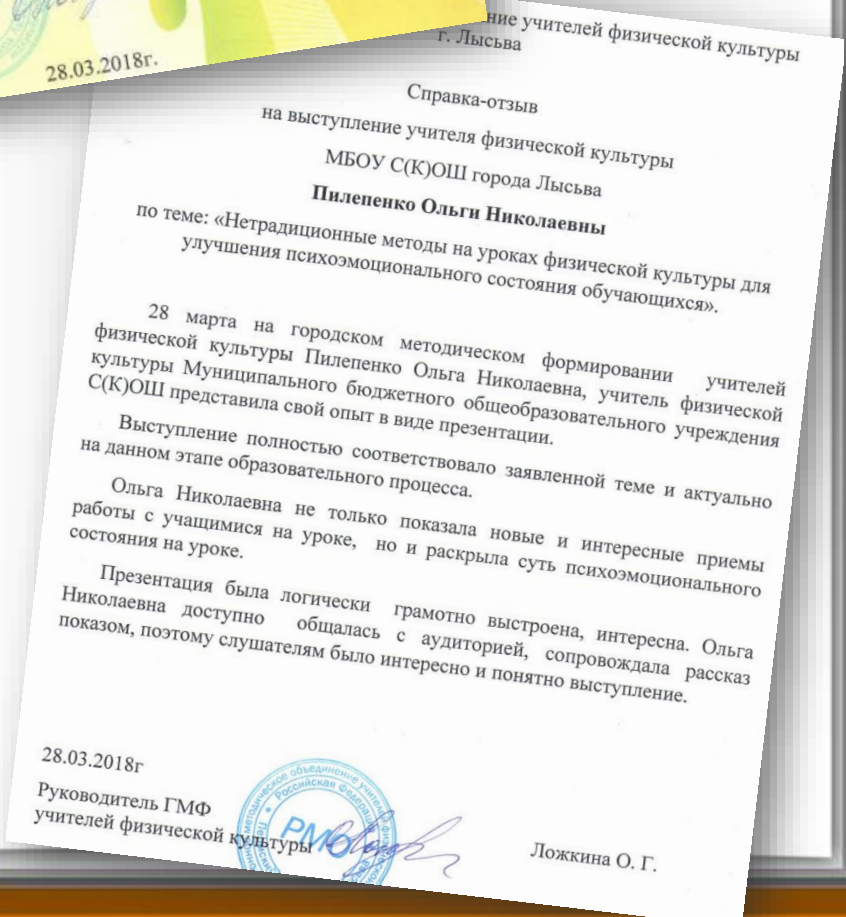 28.03.2018г.
ние учителей физической культуры
г. Лысьва
Справка-отзыв
на выступление учителя физической культуры
МБОУ С(К)ОШ города Лысьва
Пилепенко Ольги Николаевны
по теме: «Нетрадиционные методы на уроках физической культуры для
улучшения психоэмоционального состояния обучающихся».
28 марта на городском методическом формировании учителей
физической культуры Пилепенко Ольга Николаевна, учитель физической
культуры Муниципального бюджетного общеобразовательного учреждения
С(К)ОШ представила свой опыт в виде презентации.
Выступление полностью соответствовало заявленной теме и актуально
на данном этапе образовательного процесса.
Ольга Николаевна не только показала новые и интересные приемы
работы с учащимися на уроке, но и раскрыла суть психоэмоционального
состояния на уроке.
Презентация была логически грамотно выстроена, интересна. Ольга
Николаевна доступно общалась с аудиторией, сопровождала рассказ
показом, поэтому слушателям было интересно и понятно выступление.
28.03.2018г
Руководитель ГМФ
учителей физической культуры
Ложкина О. Г.
методическое объединение учителей
Российская Федерация
РМО